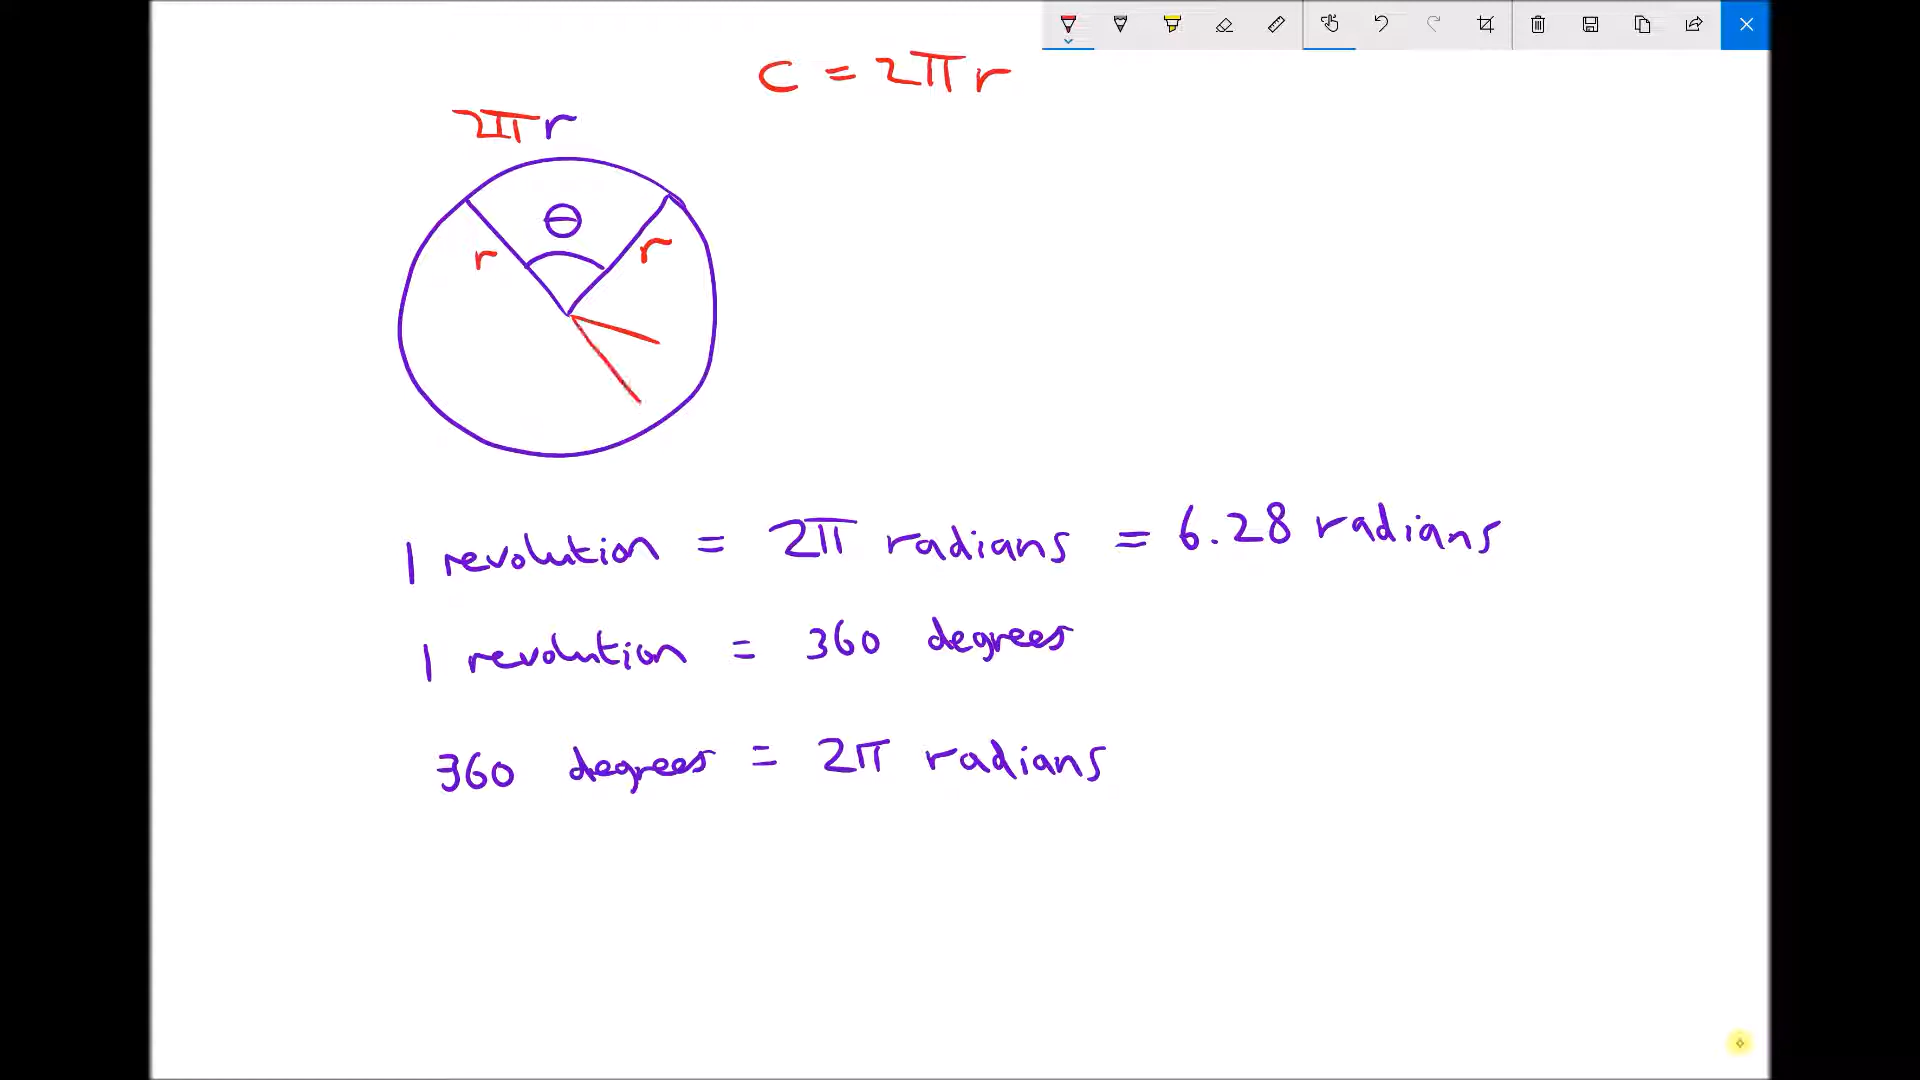 C = 2πr
2πr
θ
r r
1 revolution = 2π radians = 6.28 radians
1 revolution = 360 degrees
360 degrees = 2π radians